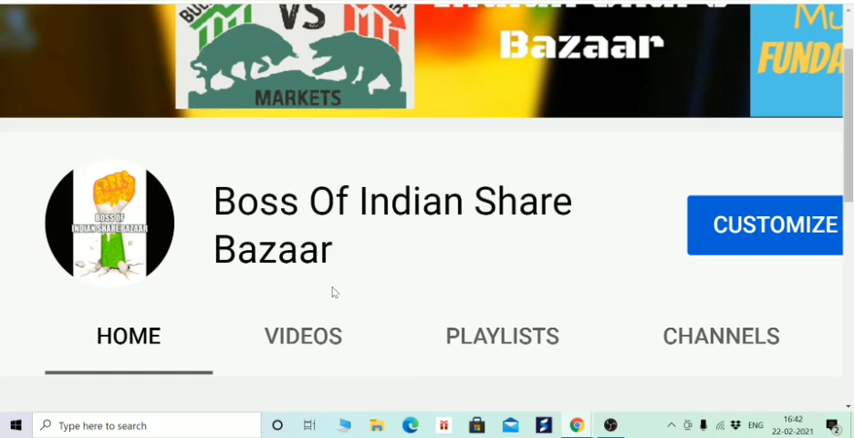 VS
MARKETS
Bazaar
FUNDA
Boss Of Indian Share
Bazaar
BOSS OF
INDIAN SHARE BAZAAR
CUSTOMIZE
HOME
VIDEOS
PLAYLISTS
CHANNELS
Type here to search
ENG
16:42
22-02-2021
2